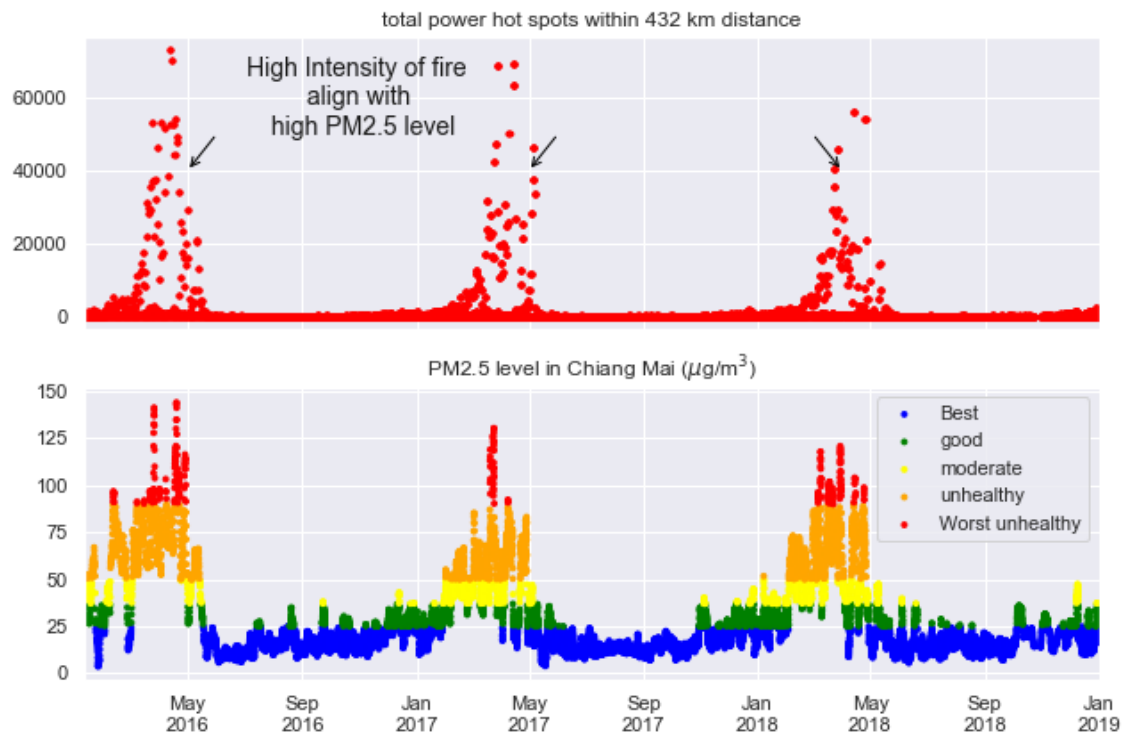 total power hot spots within 432 km distance
High Intensity of fire
align with
high PM2.5 level
60000
40000
20000
0
PM2.5 level in Chiang Mai (μg/m³)
150
125
100
75
50
25
0
Best
good
moderate
unhealthy
Worst unhealthy
May Sep Jan May Sep Jan May Sep Jan
2016 2016 2017 2017 2017 2018 2018 2018 2019